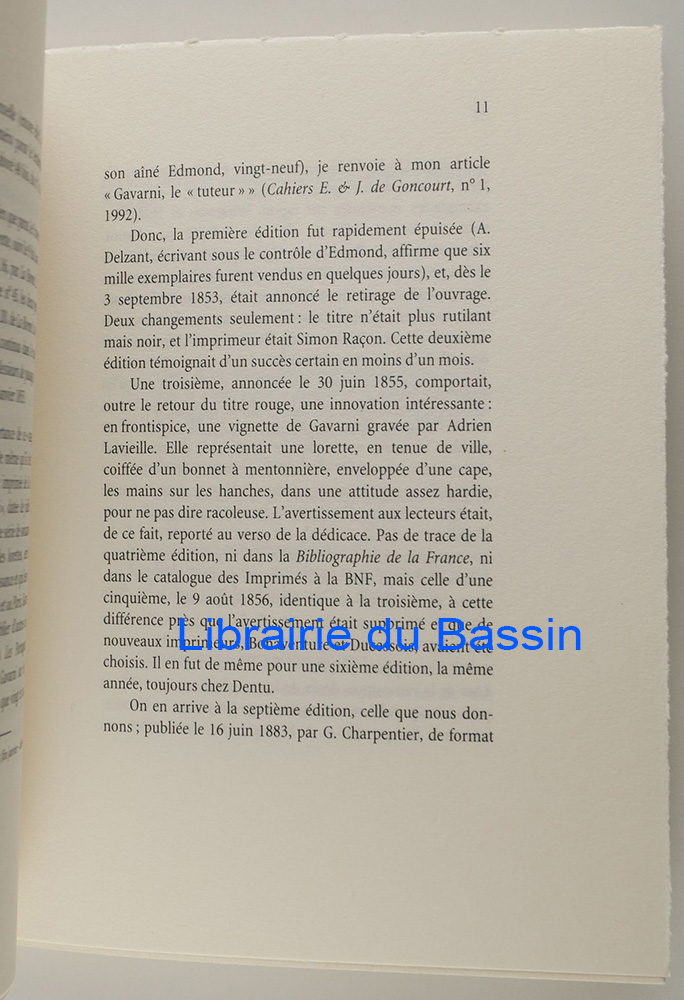 11
son aîné Edmond, vingt-neuf), je renvoie à mon article
« Gavarni, le « tuteur » » (Cahiers E. & J. de Goncourt, n° 1,
1992).
Donc, la première édition fut rapidement épuisée (A.
Delzant, écrivant sous le contrôle d'Edmond, affirme que six
mille exemplaires furent vendus en quelques jours), et, dès le
3 septembre 1853, était annoncé le retirage de l'ouvrage.
Deux changements seulement : le titre n'était plus rutilant
mais noir, et l'imprimeur était Simon Raçon. Cette deuxième
édition témoignait d'un succès certain en moins d'un mois.
Une troisième, annoncée le 30 juin 1855, comportait,
outre le retour du titre rouge, une innovation intéressante :
en frontispice, une vignette de Gavarni gravée par Adrien
Lavieille. Elle représentait une lorette, en tenue de ville,
coiffée d'un bonnet à mentonnière, enveloppée d'une cape,
les mains sur les hanches, dans une attitude assez hardie,
pour ne pas dire racoleuse. L'avertissement aux lecteurs était,
de ce fait, reporté au verso de la dédicace. Pas de trace de la
quatrième édition, ni dans la Bibliographie de la France, ni
dans le catalogue des Imprimés à la BNF, mais celle d'une
cinquième, le 9 août 1856, identique à la troisième, à cette
différence près que l'avertissement était supprimé et que de
nouveaux imprimeurs, Bonaventure et Ducessois, avaient été
choisis. Il en fut de même pour une sixième édition, la même
année, toujours chez Dentu.
On en arrive à la septième édition, celle que nous don-
nons ; publiée le 16 juin 1883, par G. Charpentier, de format
Librairie du Bassin